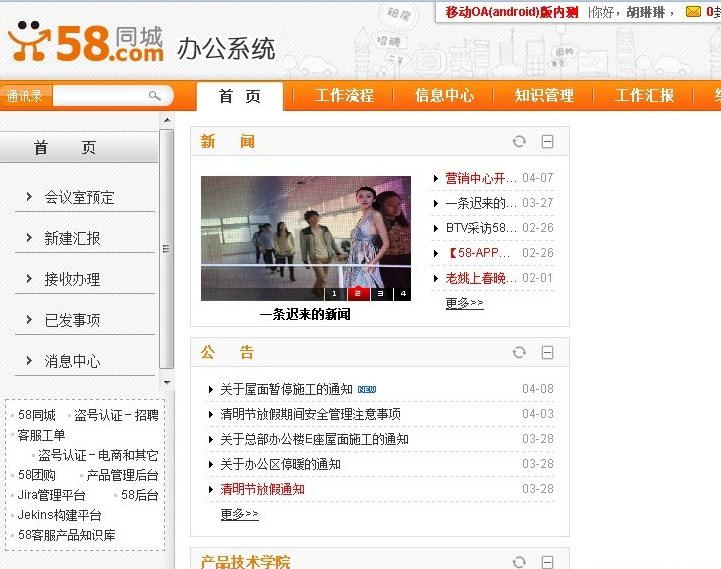 移动OA(android)版内测 |你好，胡琳琳，0封
58同城.com 办公系统
通讯录
首 页 工作流程 信息中心 知识管理 工作汇报
首 页
会议室预定
新建汇报
接收办理
已发事项
消息中心
58同城 盗号认证－招聘
客服工单
盗号认证－电商和其它
58团购 产品管理后台
Jira管理平台 58后台
Jekins构建平台
58客服产品知识库
新 闻
1 2 3 4
一条迟来的新闻
营销中心开... 04-07
一条迟来的... 03-27
BTV采访58... 02-26
【58-APP... 02-26
老姚上春晚... 02-01
更多>>
公 告
关于屋面暂停施工的通知 NEW 04-08
清明节放假期间安全管理注意事项 04-03
关于总部办公楼E座屋面施工的通知 03-28
关于办公区停暖的通知 03-28
清明节放假通知 03-28
更多>>
产品技术学院